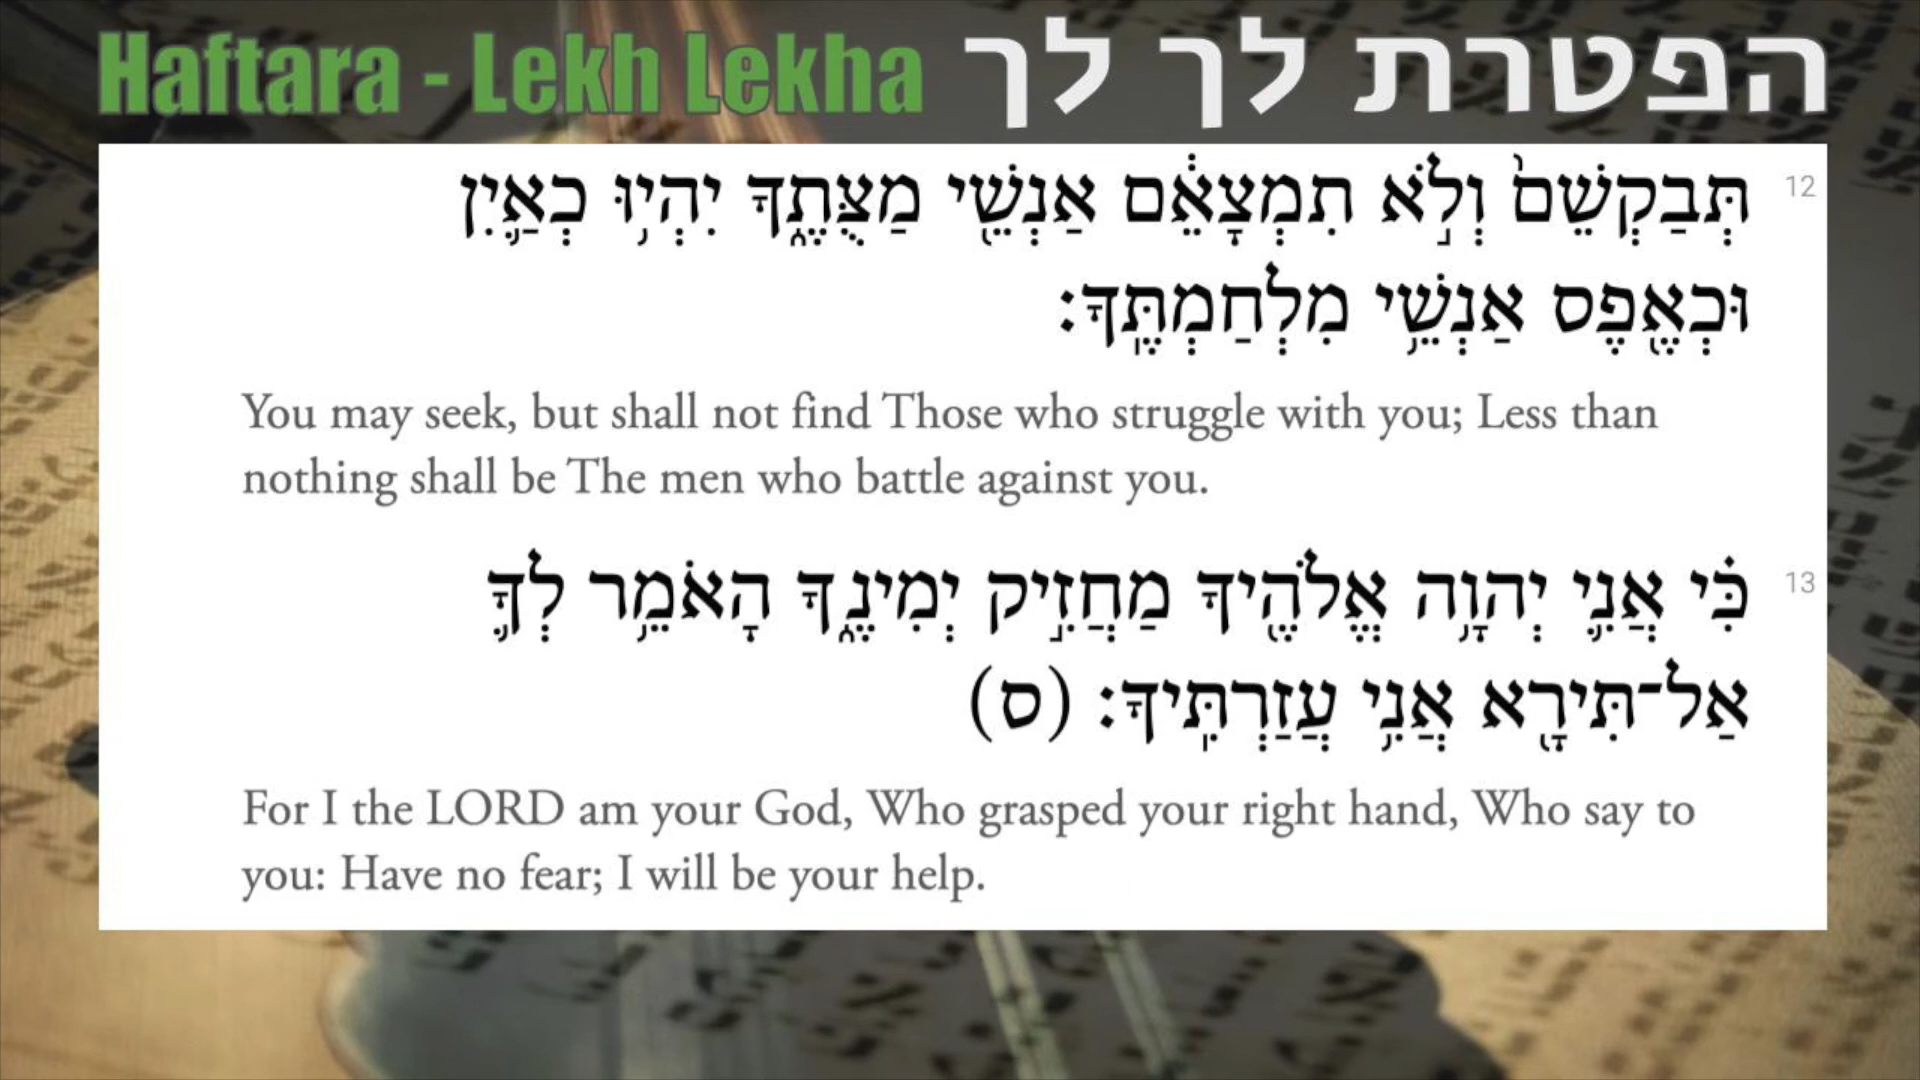 Haftara - Lekh Lekha הפטרת לך לך
12 תְּבַקְשֵׁם֙ וְלֹ֣א תִמְצָאֵ֔ם אַנְשֵׁ֖י מַצֻּתֶ֑ךָ יִהְי֥וּ כְאַ֛יִן
וּכְאֶ֖פֶס אַנְשֵׁ֥י מִלְחַמְתֶּֽךָ׃
You may seek, but shall not find Those who struggle with you; Less than
nothing shall be The men who battle against you.
13 כִּ֗י אֲנִ֛י יְהוָ֥ה אֱלֹהֶ֖יךָ מַחֲזִ֣יק יְמִינֶ֑ךָ הָאֹמֵ֥ר לְךָ֛
אַל־תִּירָ֖א אֲנִ֥י עֲזַרְתִּֽיךָ׃ (ס)
For I the LORD am your God, Who grasped your right hand, Who say to
you: Have no fear; I will be your help.